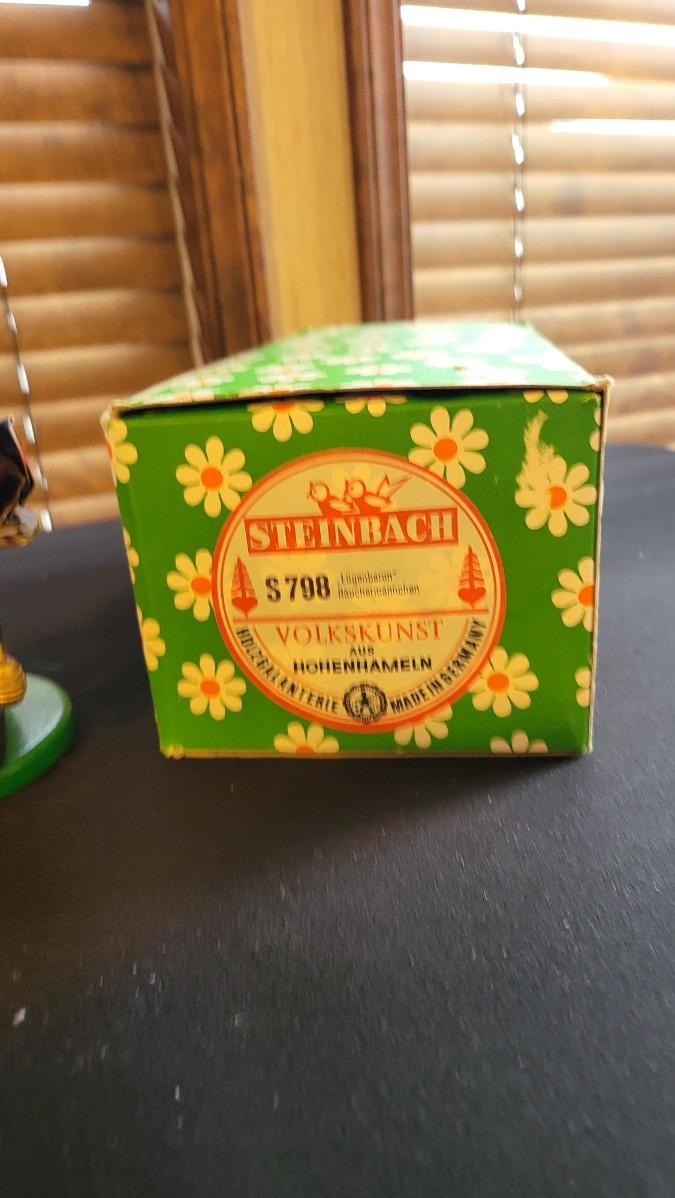 STEINBACH
S 798 „Lügenbaron"
Räuchermännchen
VOLKSKUNST
AUS
HOHENHAMELN
HOLZGALANTERIE MADE IN GERMANY